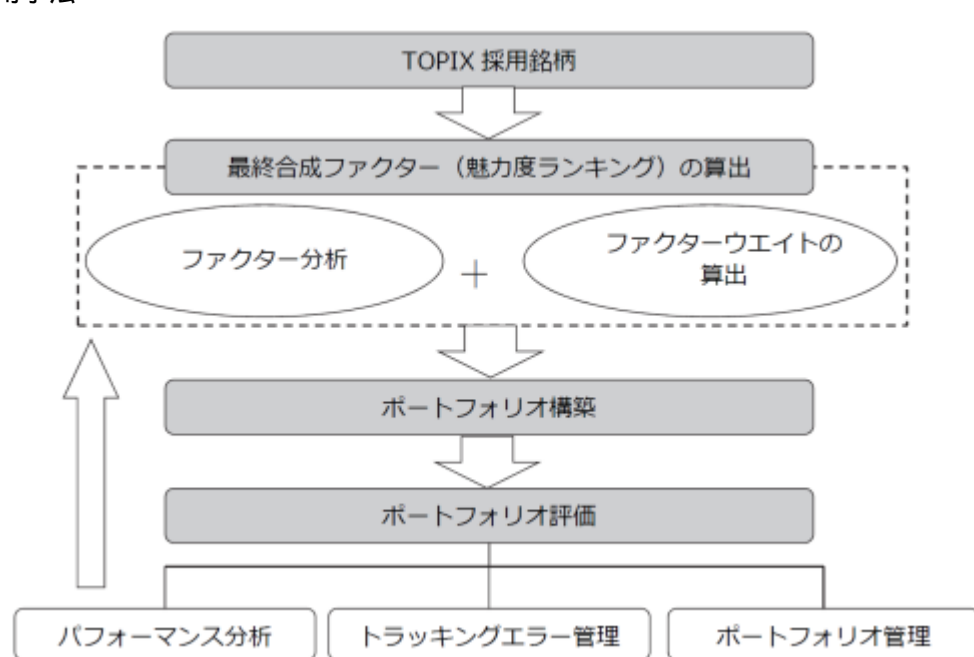 TOPIX 採用銘柄
最終合成ファクター(魅力度ランキング)の算出
ファクター分析
+
ファクターウエイトの
算出
ポートフォリオ構築
ポートフォリオ評価
パフォーマンス分析
トラッキングエラー管理
ポートフォリオ管理